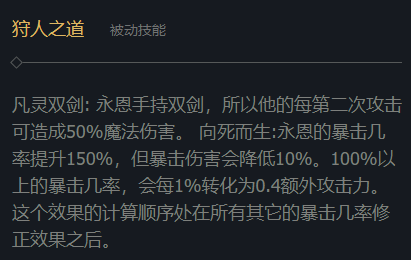 狩人之道 被动技能
凡灵双剑: 永恩手持双剑，所以他的每第二次攻击
可造成50%魔法伤害。 向死而生:永恩的暴击几
率提升150%，但暴击伤害会降低10%。100%以
上的暴击几率，会每1%转化为0.4额外攻击力。
这个效果的计算顺序处在所有其它的暴击几率修
正效果之后。